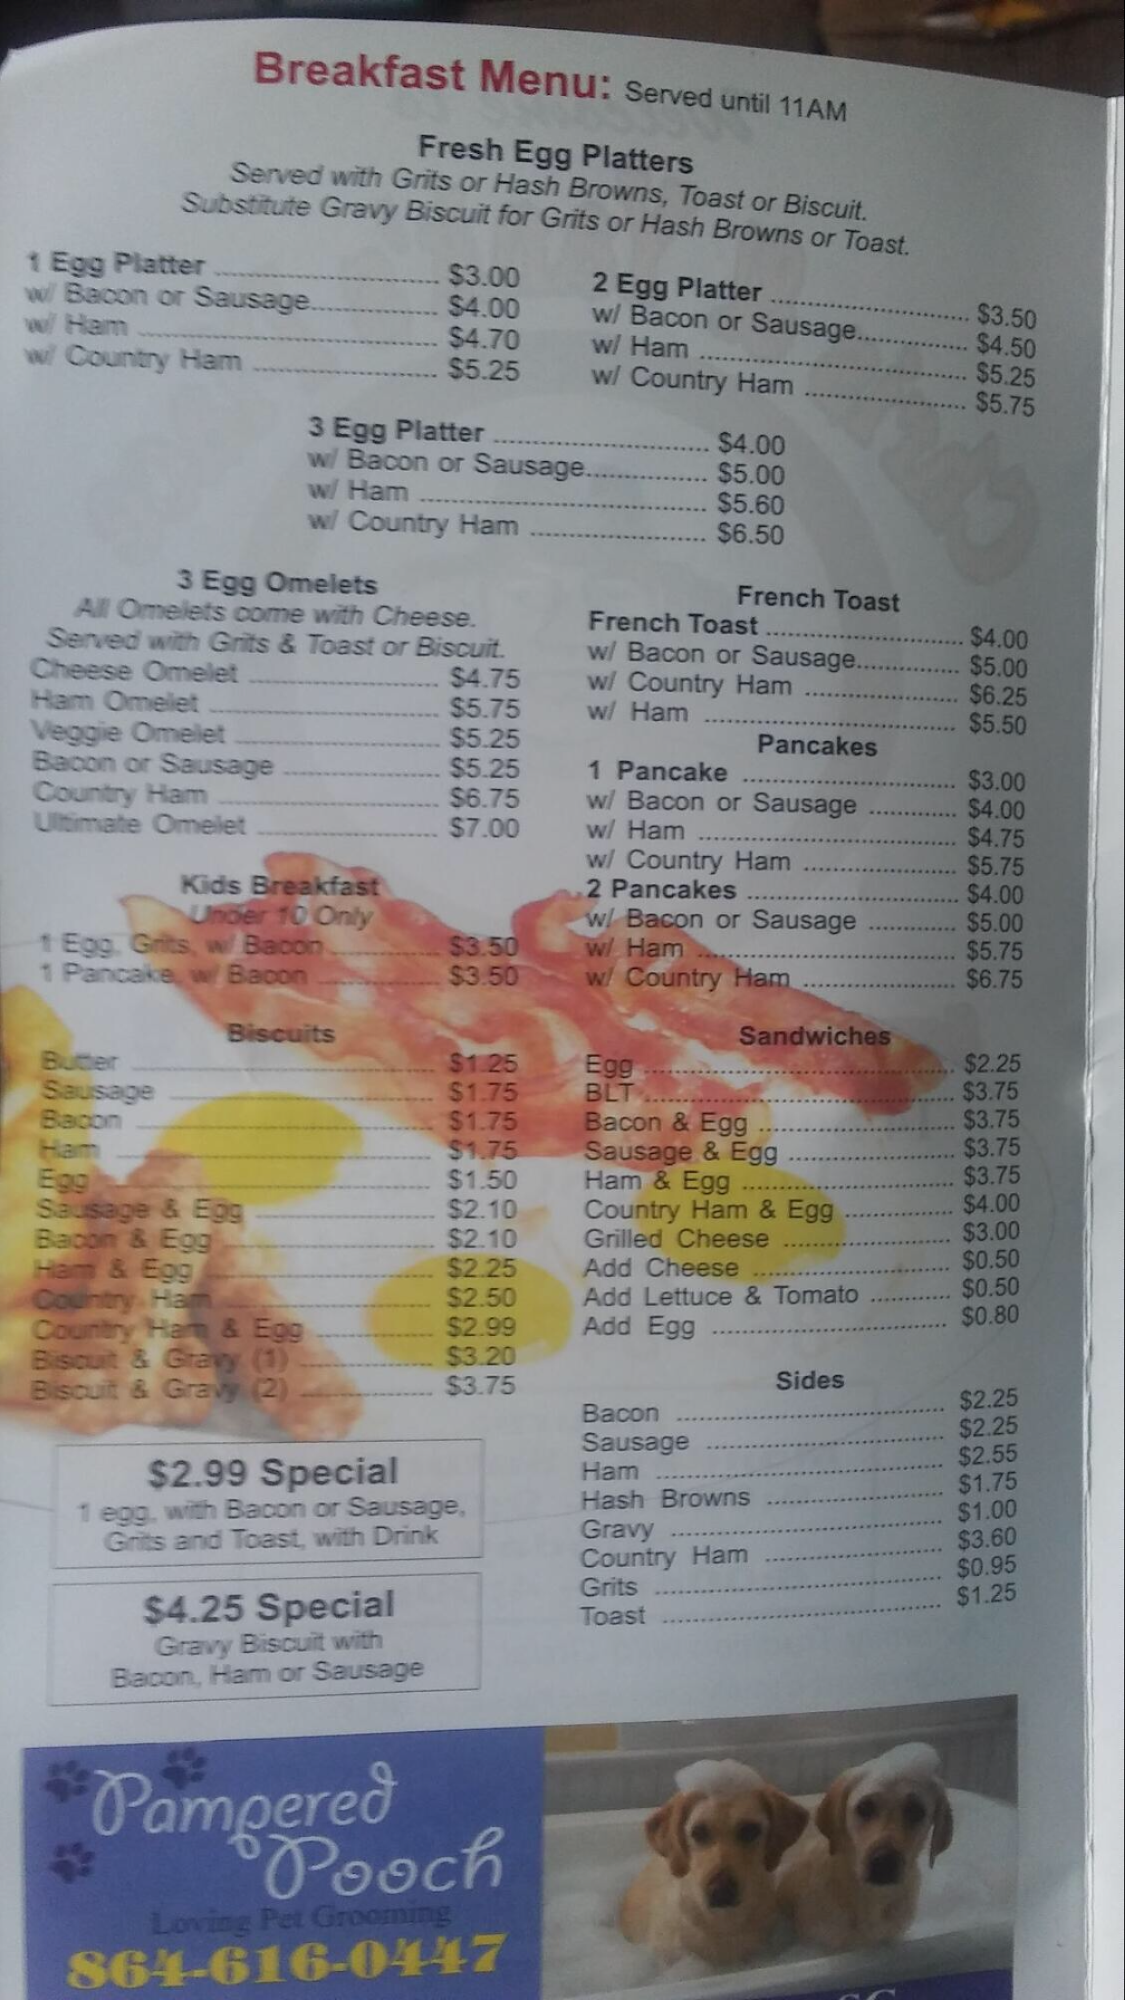 Breakfast Menu: Served until 11AM
Fresh Egg Platters
Served with Grits or Hash Browns, Toast or Biscuit.
Substitute Gravy Biscuit for Grits or Hash Browns or Toast.
1 Egg Platter ........................ $3.00
w/ Bacon or Sausage............. $4.00
w/ Ham ................................. $4.70
w/ Country Ham .................... $5.25
2 Egg Platter ........................ $3.50
w/ Bacon or Sausage............. $4.50
w/ Ham ................................. $5.25
w/ Country Ham .................... $5.75
3 Egg Platter ........................ $4.00
w/ Bacon or Sausage............. $5.00
w/ Ham ................................. $5.60
w/ Country Ham .................... $6.50
3 Egg Omelets
All Omelets come with Cheese.
Served with Grits & Toast or Biscuit.
Cheese Omelet ..................... $4.75
Ham Omelet ......................... $5.75
Veggie Omelet ...................... $5.25
Bacon or Sausage ................. $5.25
Country Ham ........................ $6.75
Ultimate Omelet .................... $7.00
French Toast
French Toast ........................ $4.00
w/ Bacon or Sausage............. $5.00
w/ Country Ham .................... $6.25
w/ Ham ................................. $5.50
Pancakes
1 Pancake ............................ $3.00
w/ Bacon or Sausage ............ $4.00
w/ Ham ................................. $4.75
w/ Country Ham .................... $5.75
2 Pancakes ........................... $4.00
w/ Bacon or Sausage ............ $5.00
w/ Ham ................................. $5.75
w/ Country Ham .................... $6.75
Kids Breakfast
Under 10 Only
1 Egg, Grits, w/ Bacon ............ $3.50
1 Pancake, w/ Bacon .............. $3.50
Biscuits
Butter .................................... $1.25
Sausage ................................ $1.75
Bacon ................................... $1.75
Ham ...................................... $1.75
Egg ....................................... $1.50
Sausage & Egg ...................... $2.10
Bacon & Egg ......................... $2.10
Ham & Egg ........................... $2.25
Country Ham ......................... $2.50
Country Ham & Egg .............. $2.99
Biscuit & Gravy (1) ................ $3.20
Biscuit & Gravy (2) ................ $3.75
Sandwiches
Egg ....................................... $2.25
BLT ....................................... $3.75
Bacon & Egg ......................... $3.75
Sausage & Egg ..................... $3.75
Ham & Egg ........................... $3.75
Country Ham & Egg .............. $4.00
Grilled Cheese ...................... $3.00
Add Cheese .......................... $0.50
Add Lettuce & Tomato ........... $0.50
Add Egg ............................... $0.80
Sides
Bacon ................................... $2.25
Sausage ............................... $2.25
Ham ..................................... $2.55
Hash Browns ........................ $1.75
Gravy ................................... $1.00
Country Ham ........................ $3.60
Grits ..................................... $0.95
Toast .................................... $1.25
$2.99 Special
1 egg, with Bacon or Sausage,
Grits and Toast, with Drink
$4.25 Special
Gravy Biscuit with
Bacon, Ham or Sausage
Pampered
Pooch
Loving Pet Grooming
864-616-0447